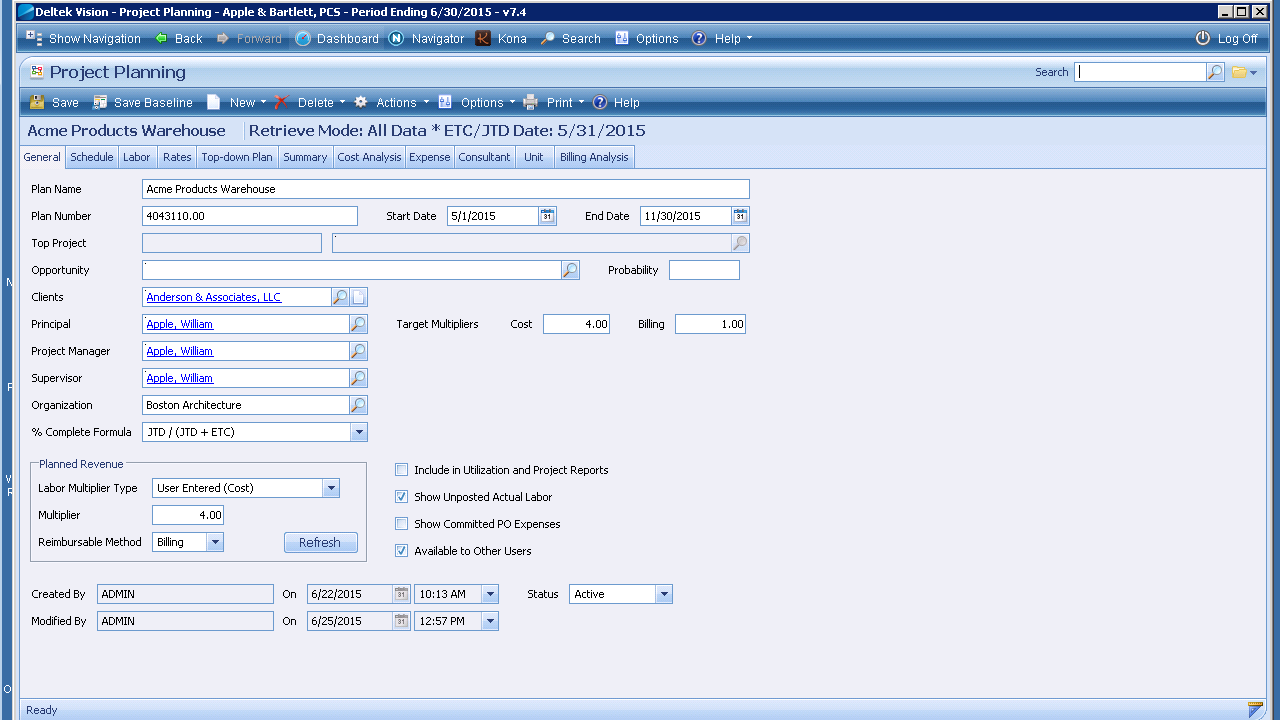 Deltek Vision - Project Planning - Apple & Bartlett, PCS - Period Ending 6/30/2015 - v7.4
Show Navigation Back Forward Dashboard Navigator Kona Search Options Help Log Off
Project Planning Search
Save Save Baseline New Delete Actions Options Print Help
Acme Products Warehouse Retrieve Mode: All Data * ETC/JTD Date: 5/31/2015
General Schedule Labor Rates Top-down Plan Summary Cost Analysis Expense Consultant Unit Billing Analysis
Plan Name Acme Products Warehouse
Plan Number 4043110.00 Start Date 5/1/2015 31 End Date 11/30/2015 31
Top Project
Opportunity Probability
Clients Anderson & Associates, LLC
Principal Apple, William Target Multipliers Cost 4.00 Billing 1.00
Project Manager Apple, William
Supervisor Apple, William
Organization Boston Architecture
% Complete Formula JTD / (JTD + ETC)
Planned Revenue
Include in Utilization and Project Reports
Labor Multiplier Type User Entered (Cost)
Show Unposted Actual Labor
Multiplier 4.00
Show Committed PO Expenses
Reimbursable Method Billing Refresh
Available to Other Users
Created By ADMIN On 6/22/2015 31 10:13 AM Status Active
Modified By ADMIN On 6/25/2015 31 12:57 PM
Ready